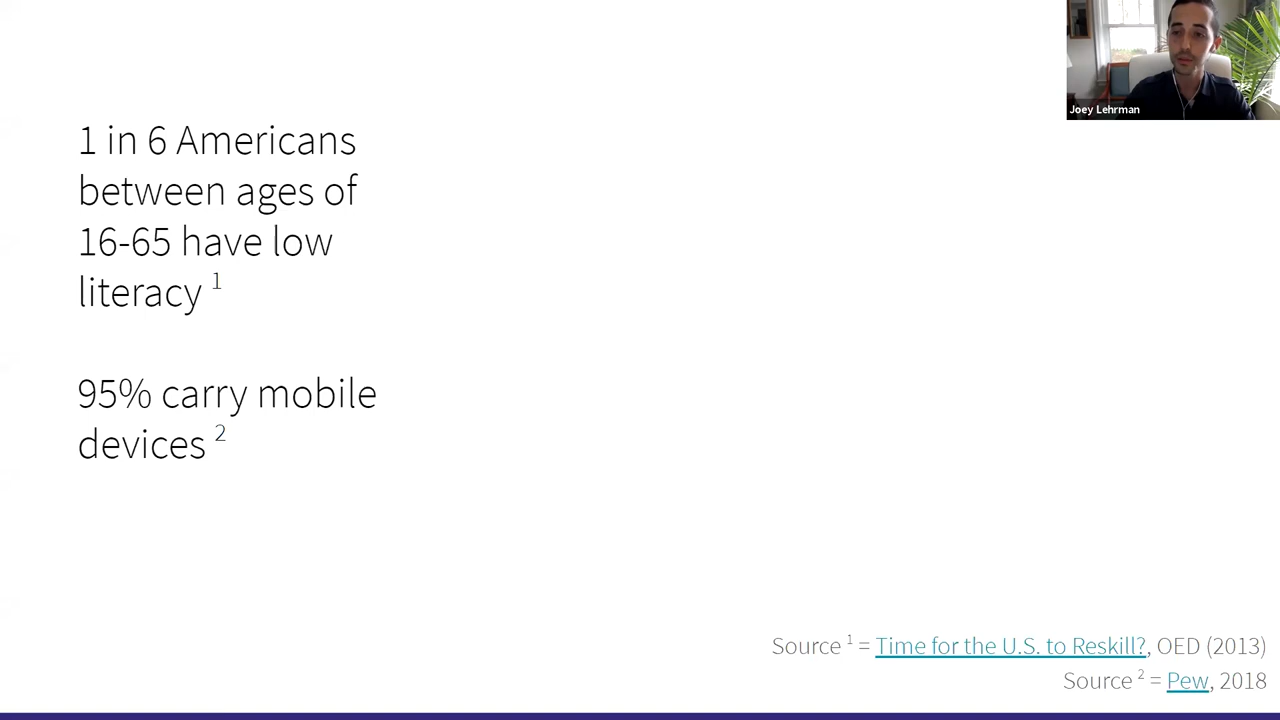 Joey Lehrman
1 in 6 Americans
between ages of
16-65 have low
literacy 1
95% carry mobile
devices 2
Source 1 = Time for the U.S. to Reskill?, OED (2013)
Source 2 = Pew, 2018